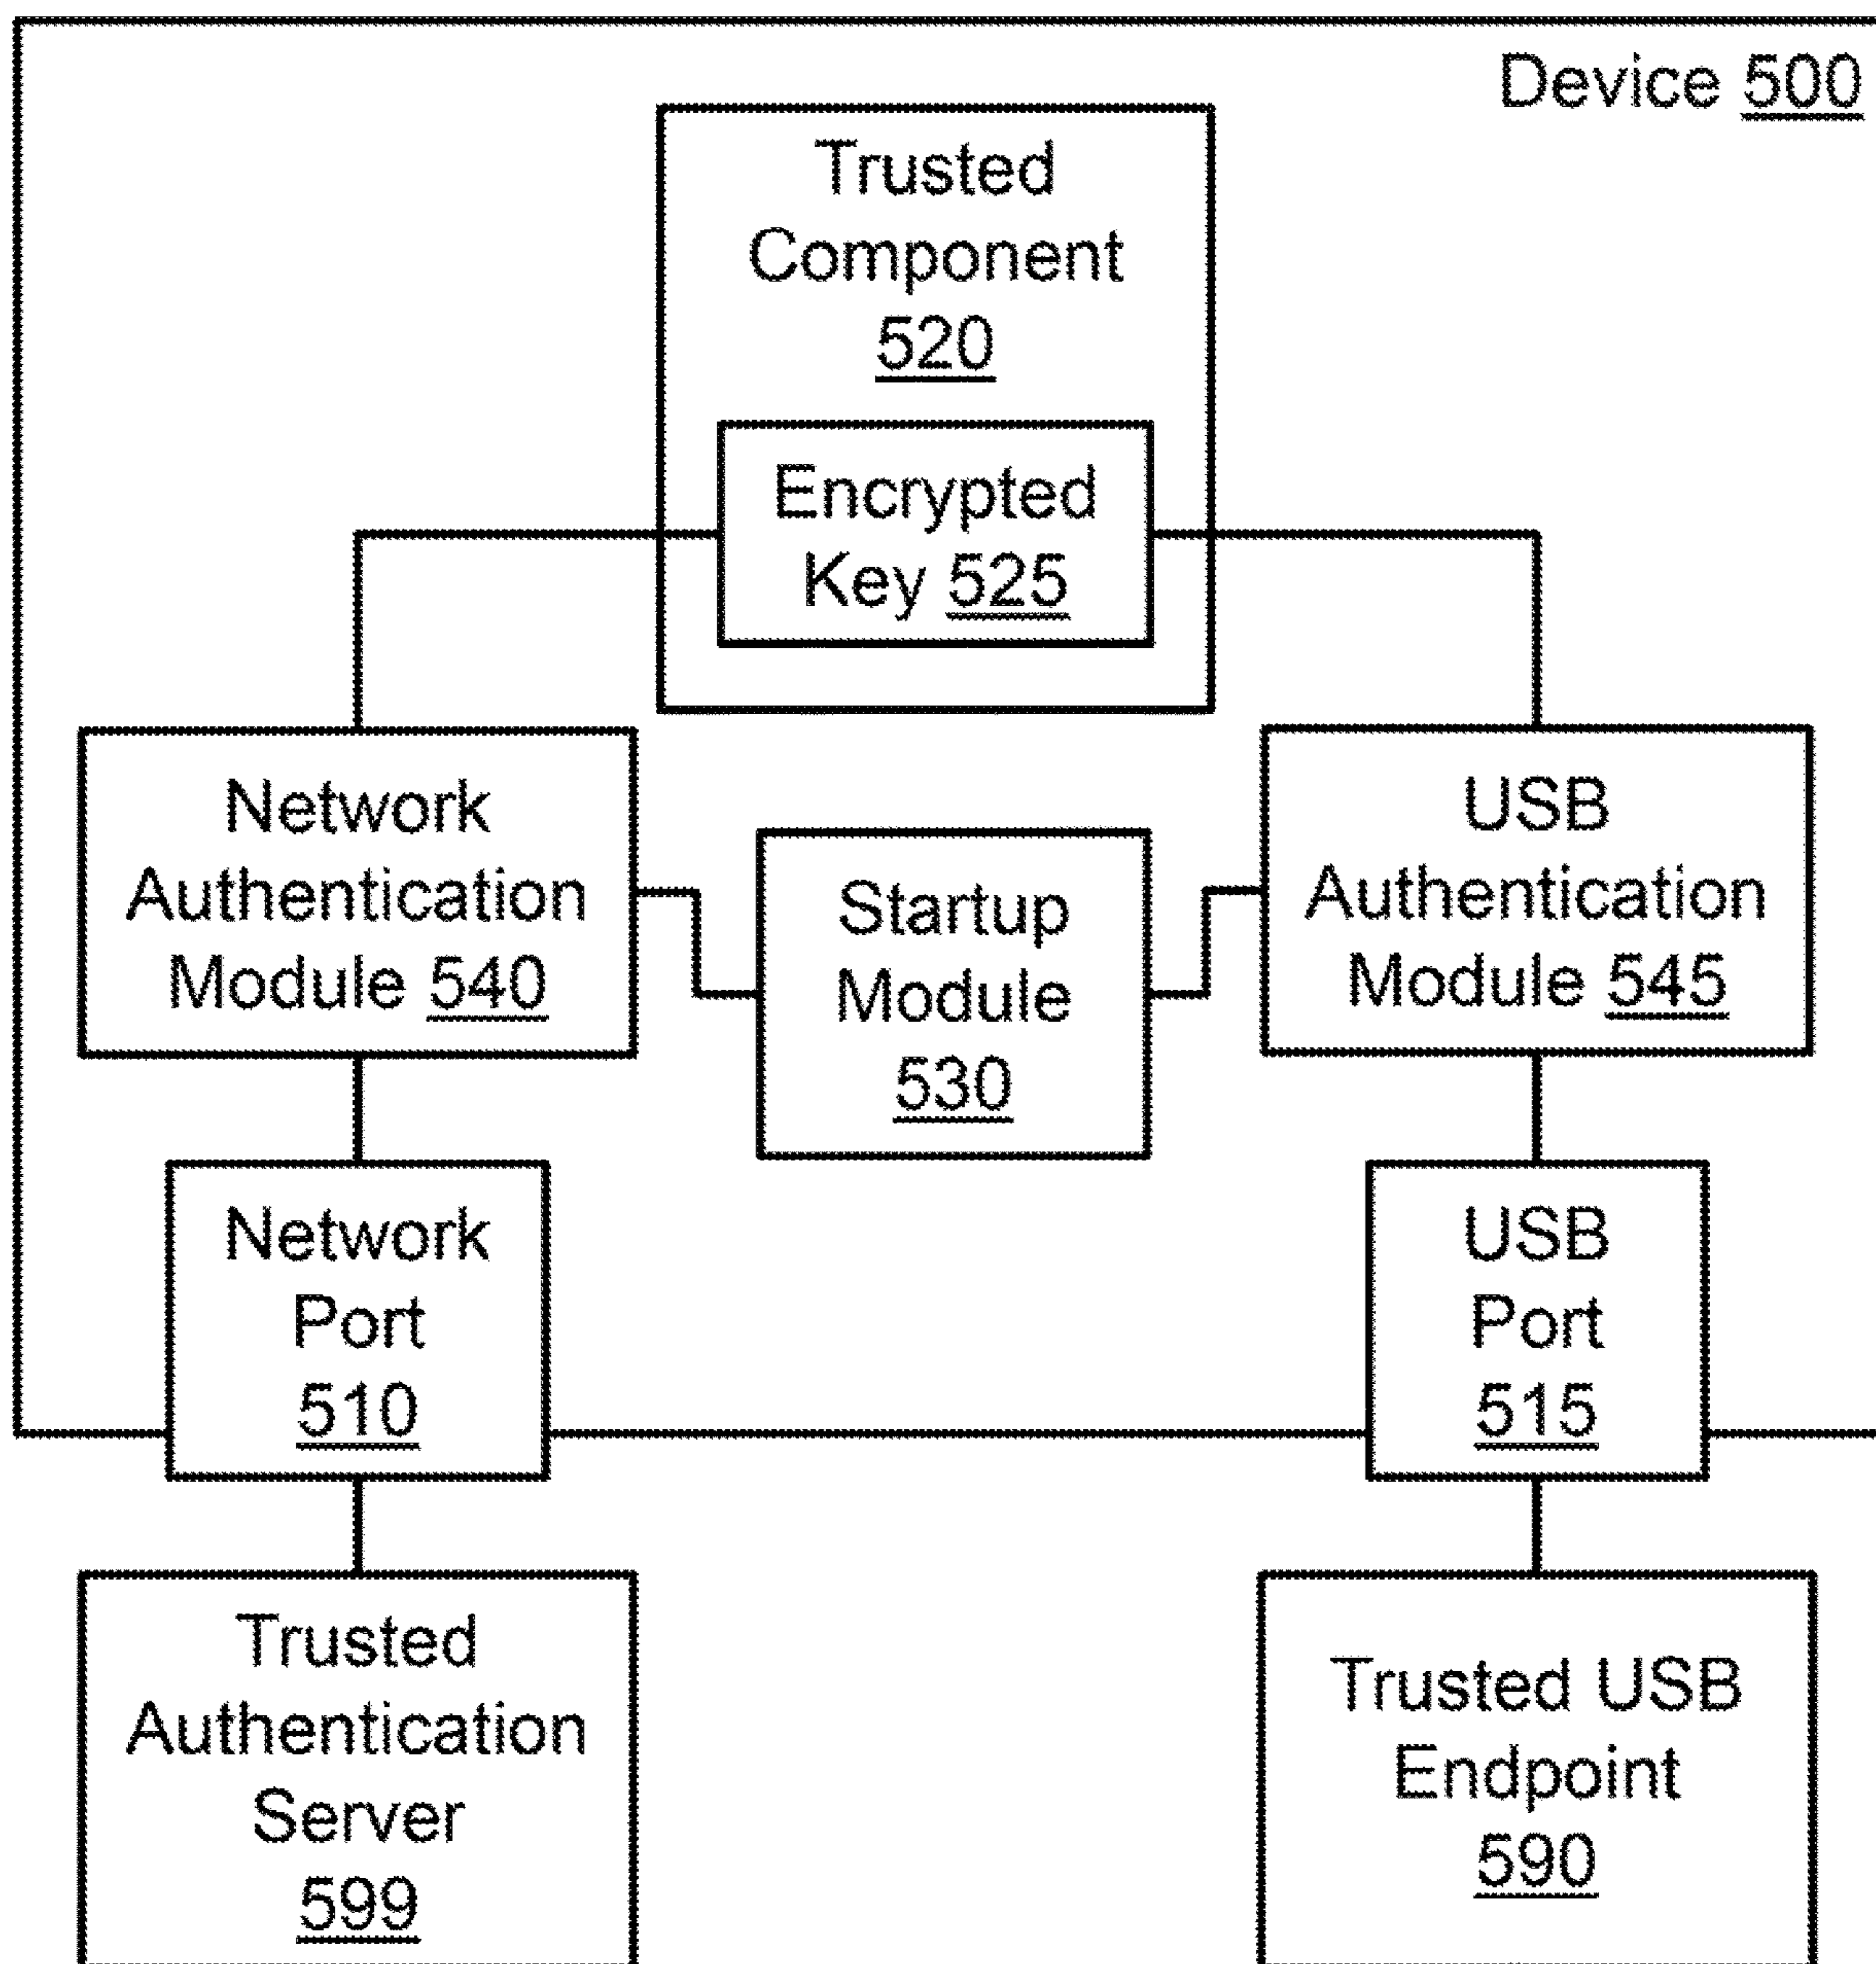 Device 500
Trusted
Component
520
Encrypted
Key 525
Network
Authentication
Module 540
Startup
Module
530
USB
Authentication
Module 545
Network
Port
510
USB
Port
515
Trusted
Authentication
Server
599
Trusted USB
Endpoint
590